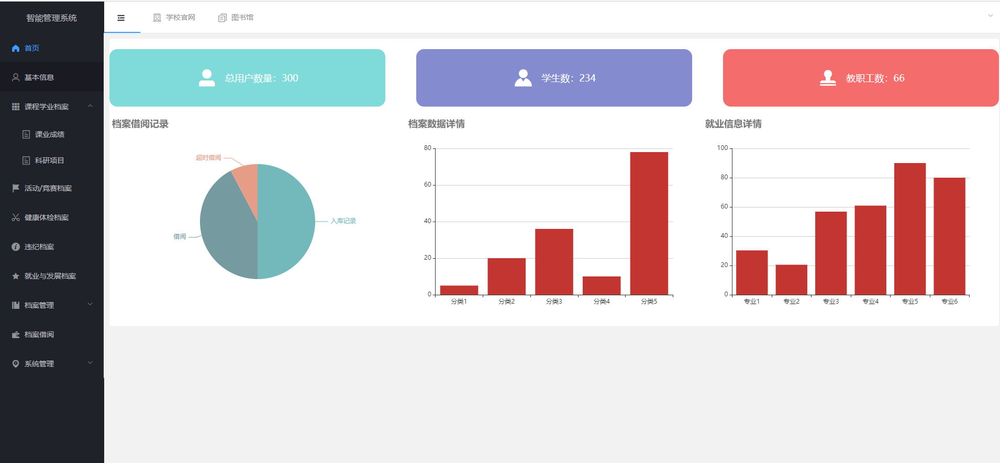 智能管理系统
学校官网
图书馆
首页
基本信息
课程学业档案
课业成绩
科研项目
活动/竞赛档案
健康体检档案
违纪档案
就业与发展档案
档案管理
档案借阅
系统管理
总用户数量：300
学生数：234
教职工数：66
档案借阅记录
超时借阅
入库记录
借阅
档案数据详情
80
60
40
20
0
分类1
分类2
分类3
分类4
分类5
就业信息详情
100
80
60
40
20
0
专业1
专业2
专业3
专业4
专业5
专业6